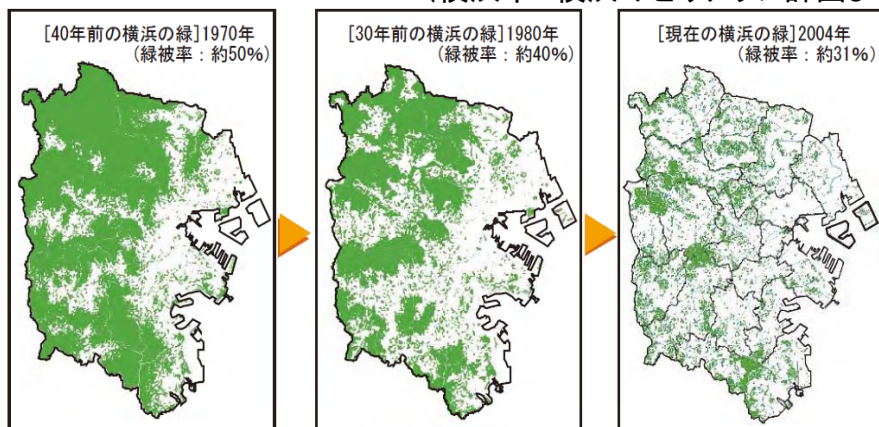 [40年前の横浜の緑]1970年
(緑被率：約50%)
[30年前の横浜の緑]1980年
(緑被率：約40%)
[現在の横浜の緑]2004年
(緑被率：約31%)